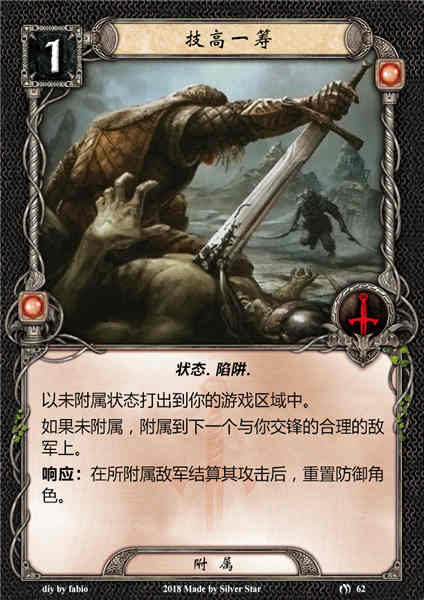 1
技高一筹
状态. 陷阱.
以未附属状态打出到你的游戏区域中。
如果未附属，附属到下一个与你交锋的合理的敌
军上。
响应：在所附属敌军结算其攻击后，重置防御角
色。
附属
diy by fabio
2018 Made by Silver Star
62